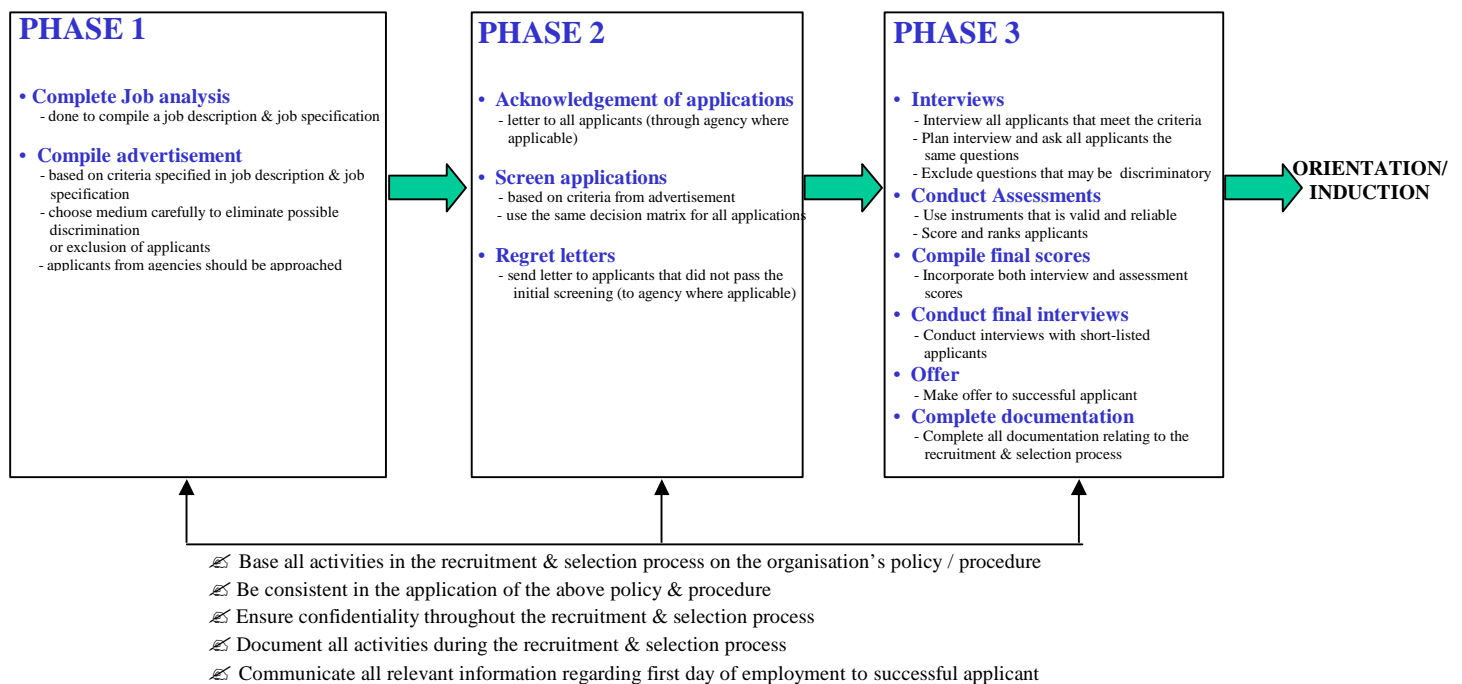 PHASE 1
• Complete Job analysis
- done to compile a job description & job specification
• Compile advertisement
- based on criteria specified in job description & job
specification
- choose medium carefully to eliminate possible
discrimination
or exclusion of applicants
- applicants from agencies should be approached
PHASE 2
• Acknowledgement of applications
- letter to all applicants (through agency where
applicable)
• Screen applications
- based on criteria from advertisement
- use the same decision matrix for all applications
• Regret letters
- send letter to applicants that did not pass the
initial screening (to agency where applicable)
PHASE 3
• Interviews
- Interview all applicants that meet the criteria
- Plan interview and ask all applicants the
same questions
- Exclude questions that may be discriminatory
• Conduct Assessments
- Use instruments that is valid and reliable
- Score and ranks applicants
• Compile final scores
- Incorporate both interview and assessment
scores
• Conduct final interviews
- Conduct interviews with short-listed
applicants
• Offer
- Make offer to successful applicant
• Complete documentation
- Complete all documentation relating to the
recruitment & selection process
ORIENTATION/
INDUCTION
Base all activities in the recruitment & selection process on the organisation's policy / procedure
Be consistent in the application of the above policy & procedure
Ensure confidentiality throughout the recruitment & selection process
Document all activities during the recruitment & selection process
Communicate all relevant information regarding first day of employment to successful applicant